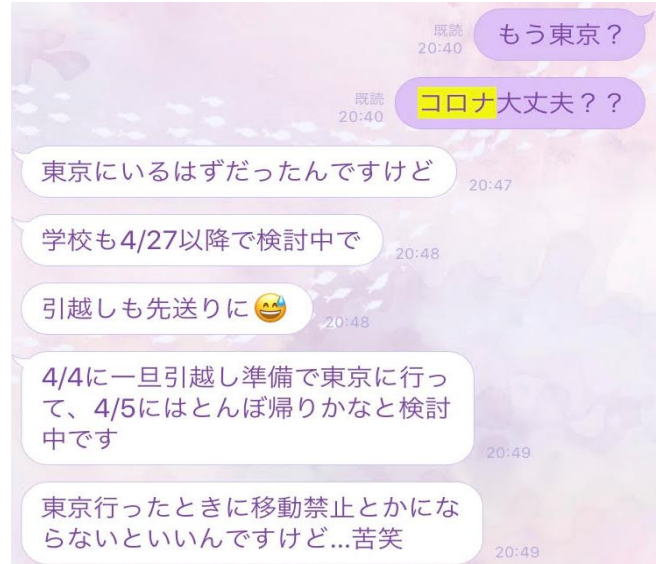 既読
20:40
もう東京？
既読
20:40
コロナ大丈夫？？
東京にいるはずだったんですけど
20:47
学校も4/27以降で検討中で
20:48
引越しも先送りに😅
20:48
4/4に一旦引越し準備で東京に行っ
て、4/5にはとんぼ帰りかなと検討
中です
20:49
東京行ったときに移動禁止とかにな
らないといいんですけど...苦笑
20:49